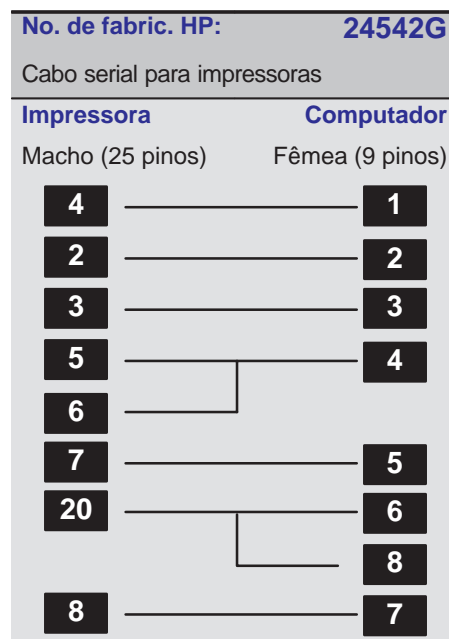 No. de fabric. HP: 24542G
Cabo serial para impressoras
Impressora Computador
Macho (25 pinos) Fêmea (9 pinos)
4 1
2 2
3 3
5 4
6
7 5
20 6
8
8 7